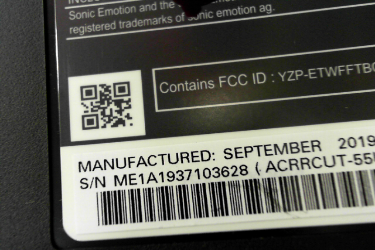 Sonic Emotion and the
registered trademarks of sonic emotion ag.
Contains FCC ID : YZP-ETWFFTBC
MANUFACTURED: SEPTEMBER 2019
S/N ME1A1937103628 ( ACRRCUT-55